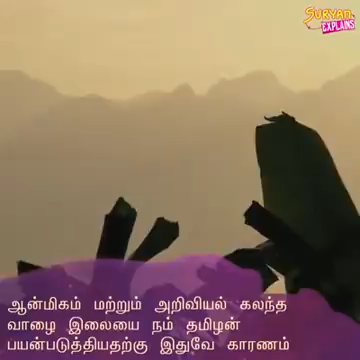 SURYAN
EXPLAINS
ஆன்மிகம் மற்றும் அறிவியல் கலந்த
வாழை இலையை நம் தமிழன்
பயன்படுத்தியதற்கு இதுவே காரணம்